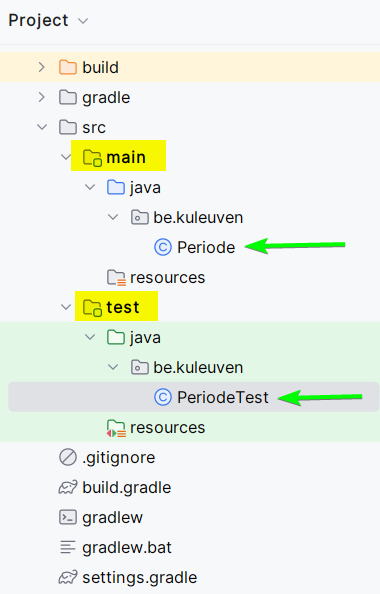 Project
build
gradle
src
main
java
be.kuleuven
C Periode
resources
test
java
be.kuleuven
C PeriodeTest
resources
.gitignore
build.gradle
gradlew
gradlew.bat
settings.gradle